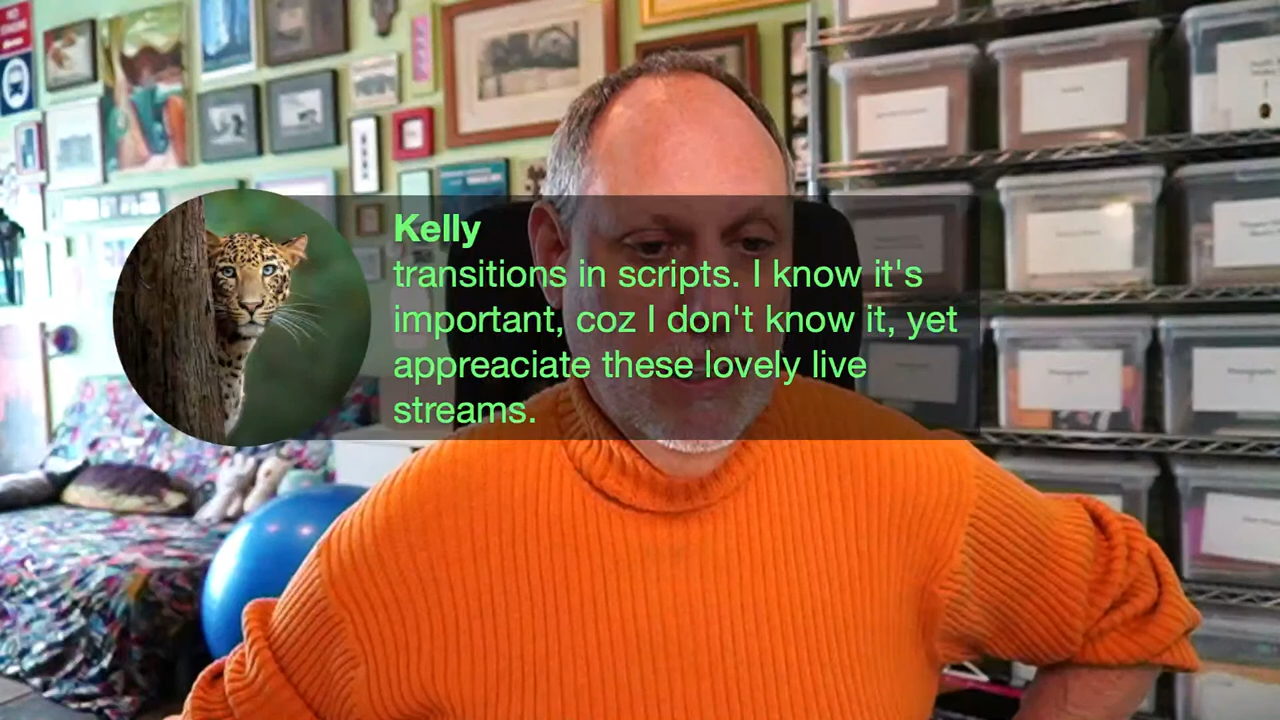 Kelly
transitions in scripts. I know it's
important, coz I don't know it, yet
appreaciate these lovely live
streams.